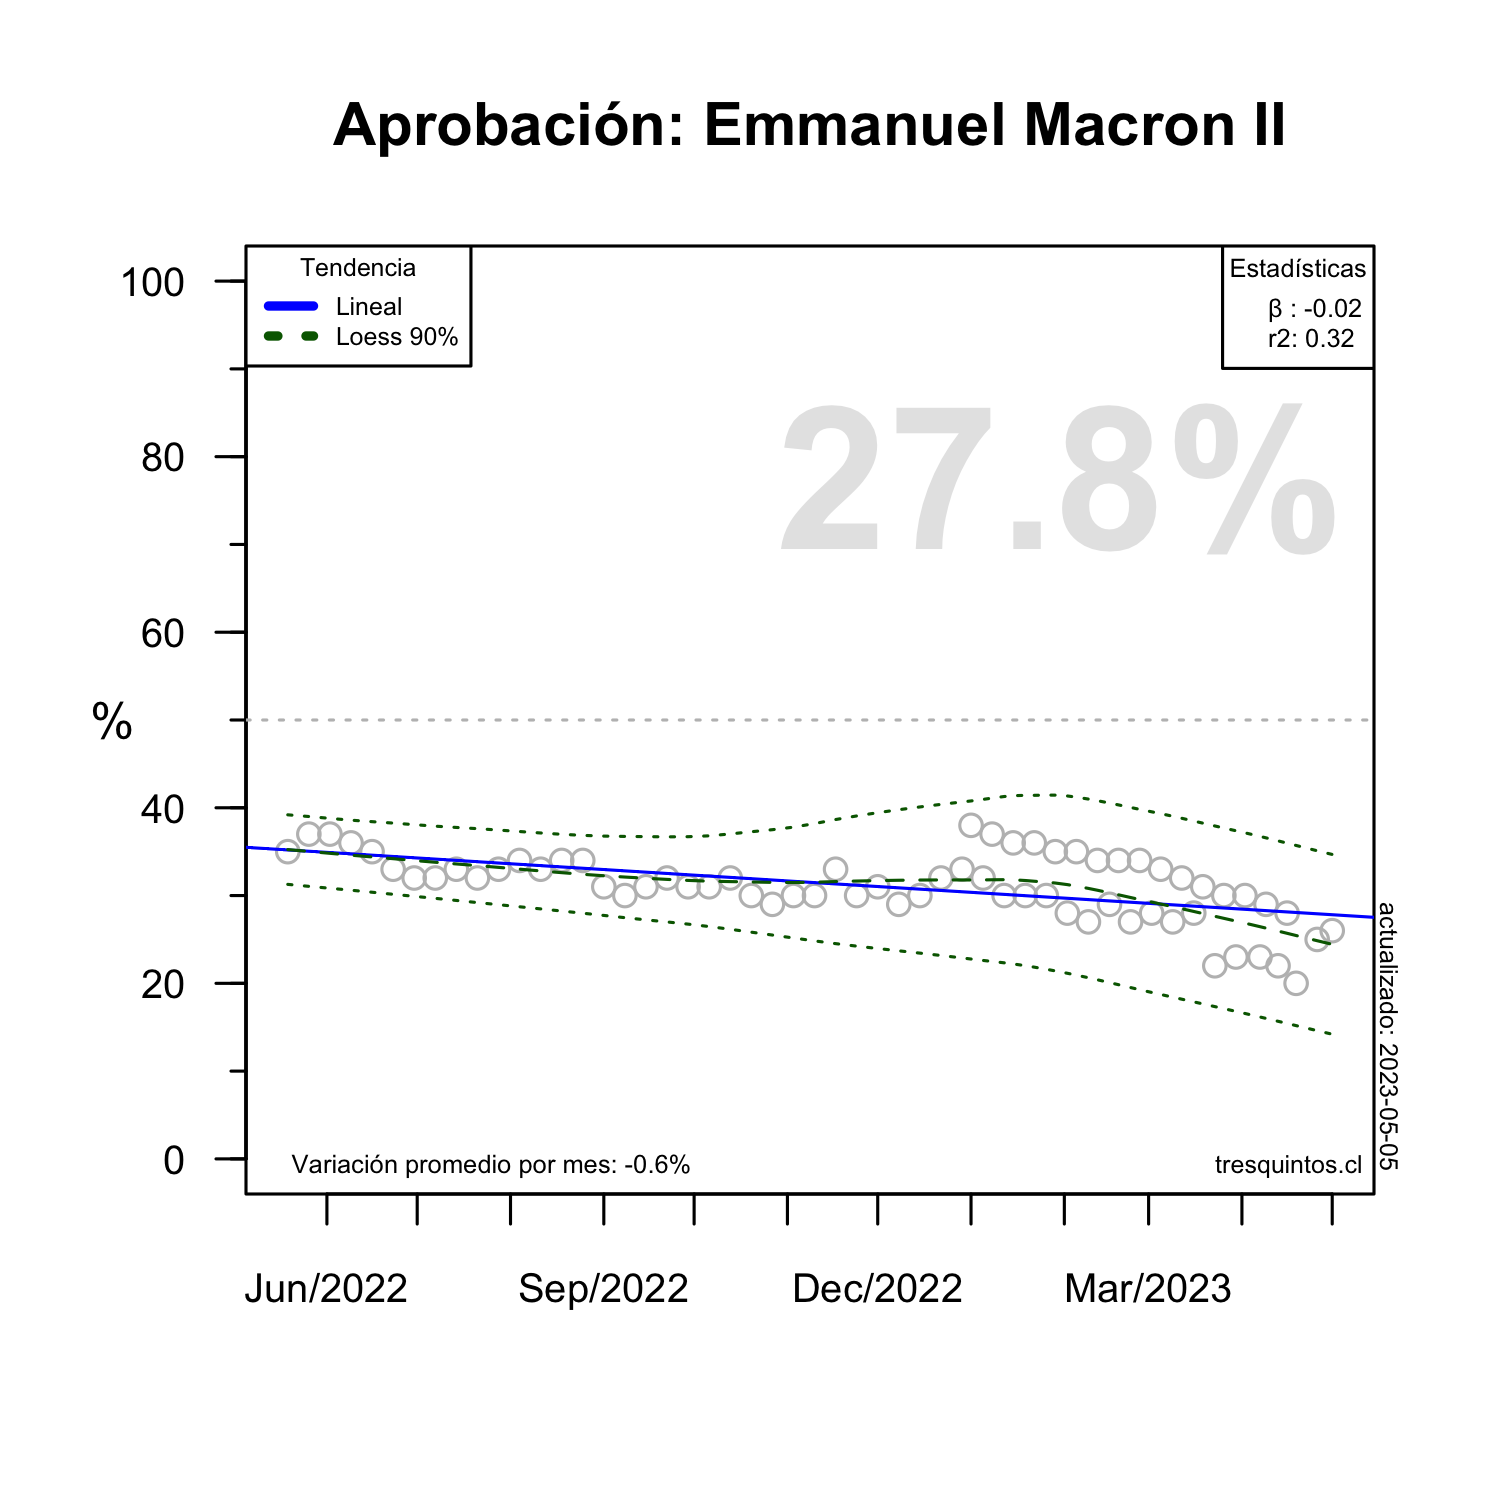 Aprobación: Emmanuel Macron II
Tendencia
Lineal
Loess 90%
Estadísticas
β : -0.02
r2: 0.32
27.8%
100
80
60
40
20
0
%
Variación promedio por mes: -0.6%
tresquintos.cl
actualizado: 2023-05-05
Jun/2022
Sep/2022
Dec/2022
Mar/2023